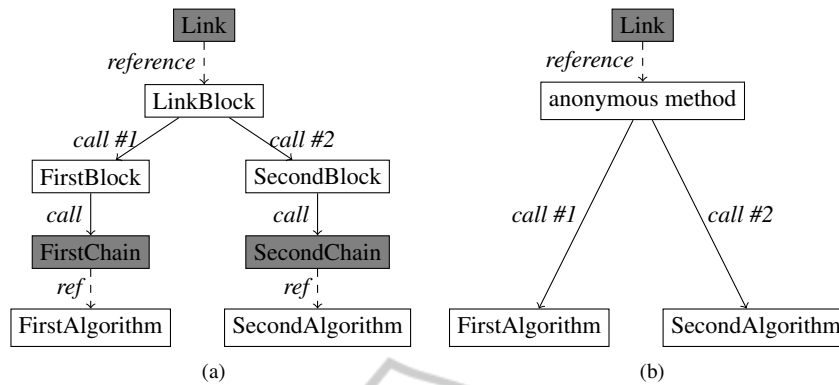 Link
reference
LinkBlock
call #1
call #2
FirstBlock
SecondBlock
call
call
FirstChain
SecondChain
ref
ref
FirstAlgorithm
SecondAlgorithm
(a)
Link
reference
anonymous method
call #1
call #2
FirstAlgorithm
SecondAlgorithm
(b)